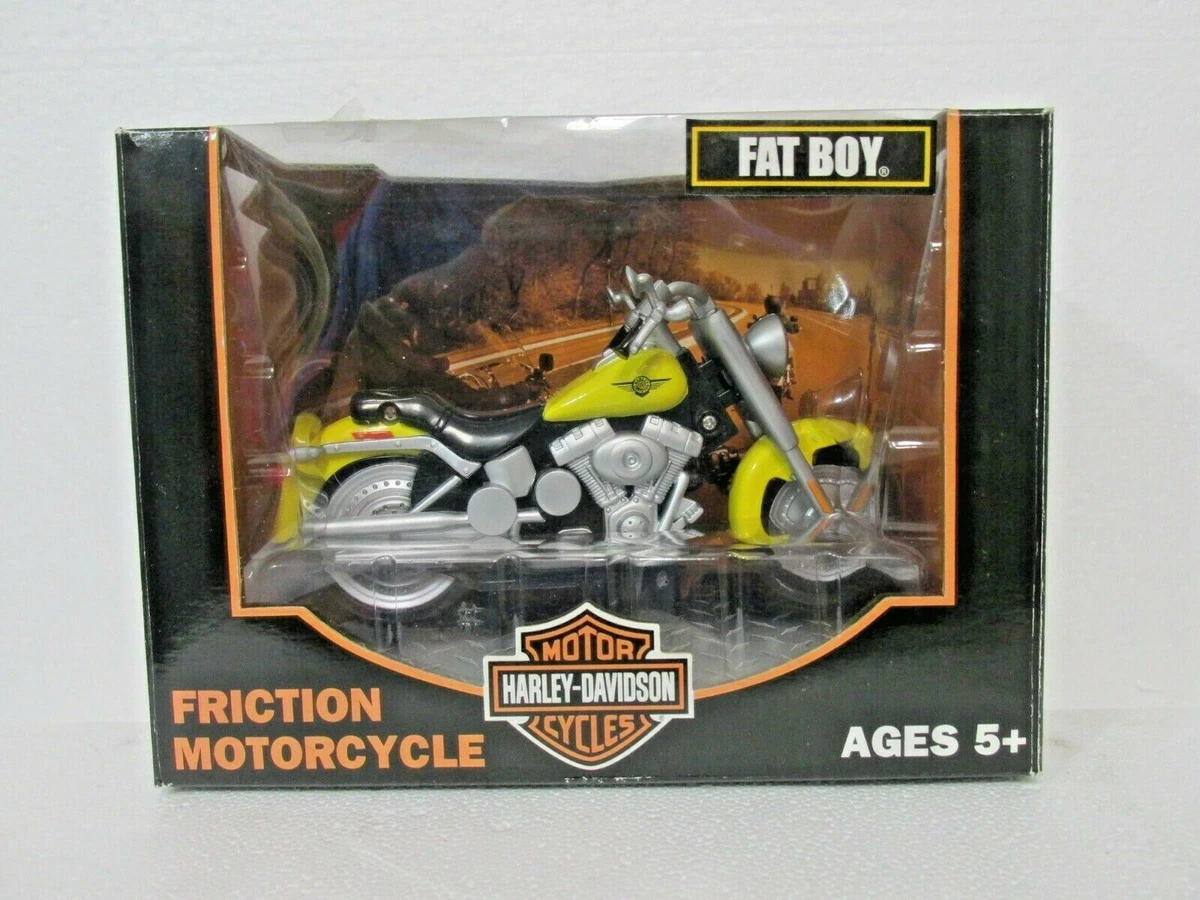 FAT BOY®
MOTOR
HARLEY-DAVIDSON
CYCLES
FRICTION
MOTORCYCLE
AGES 5+